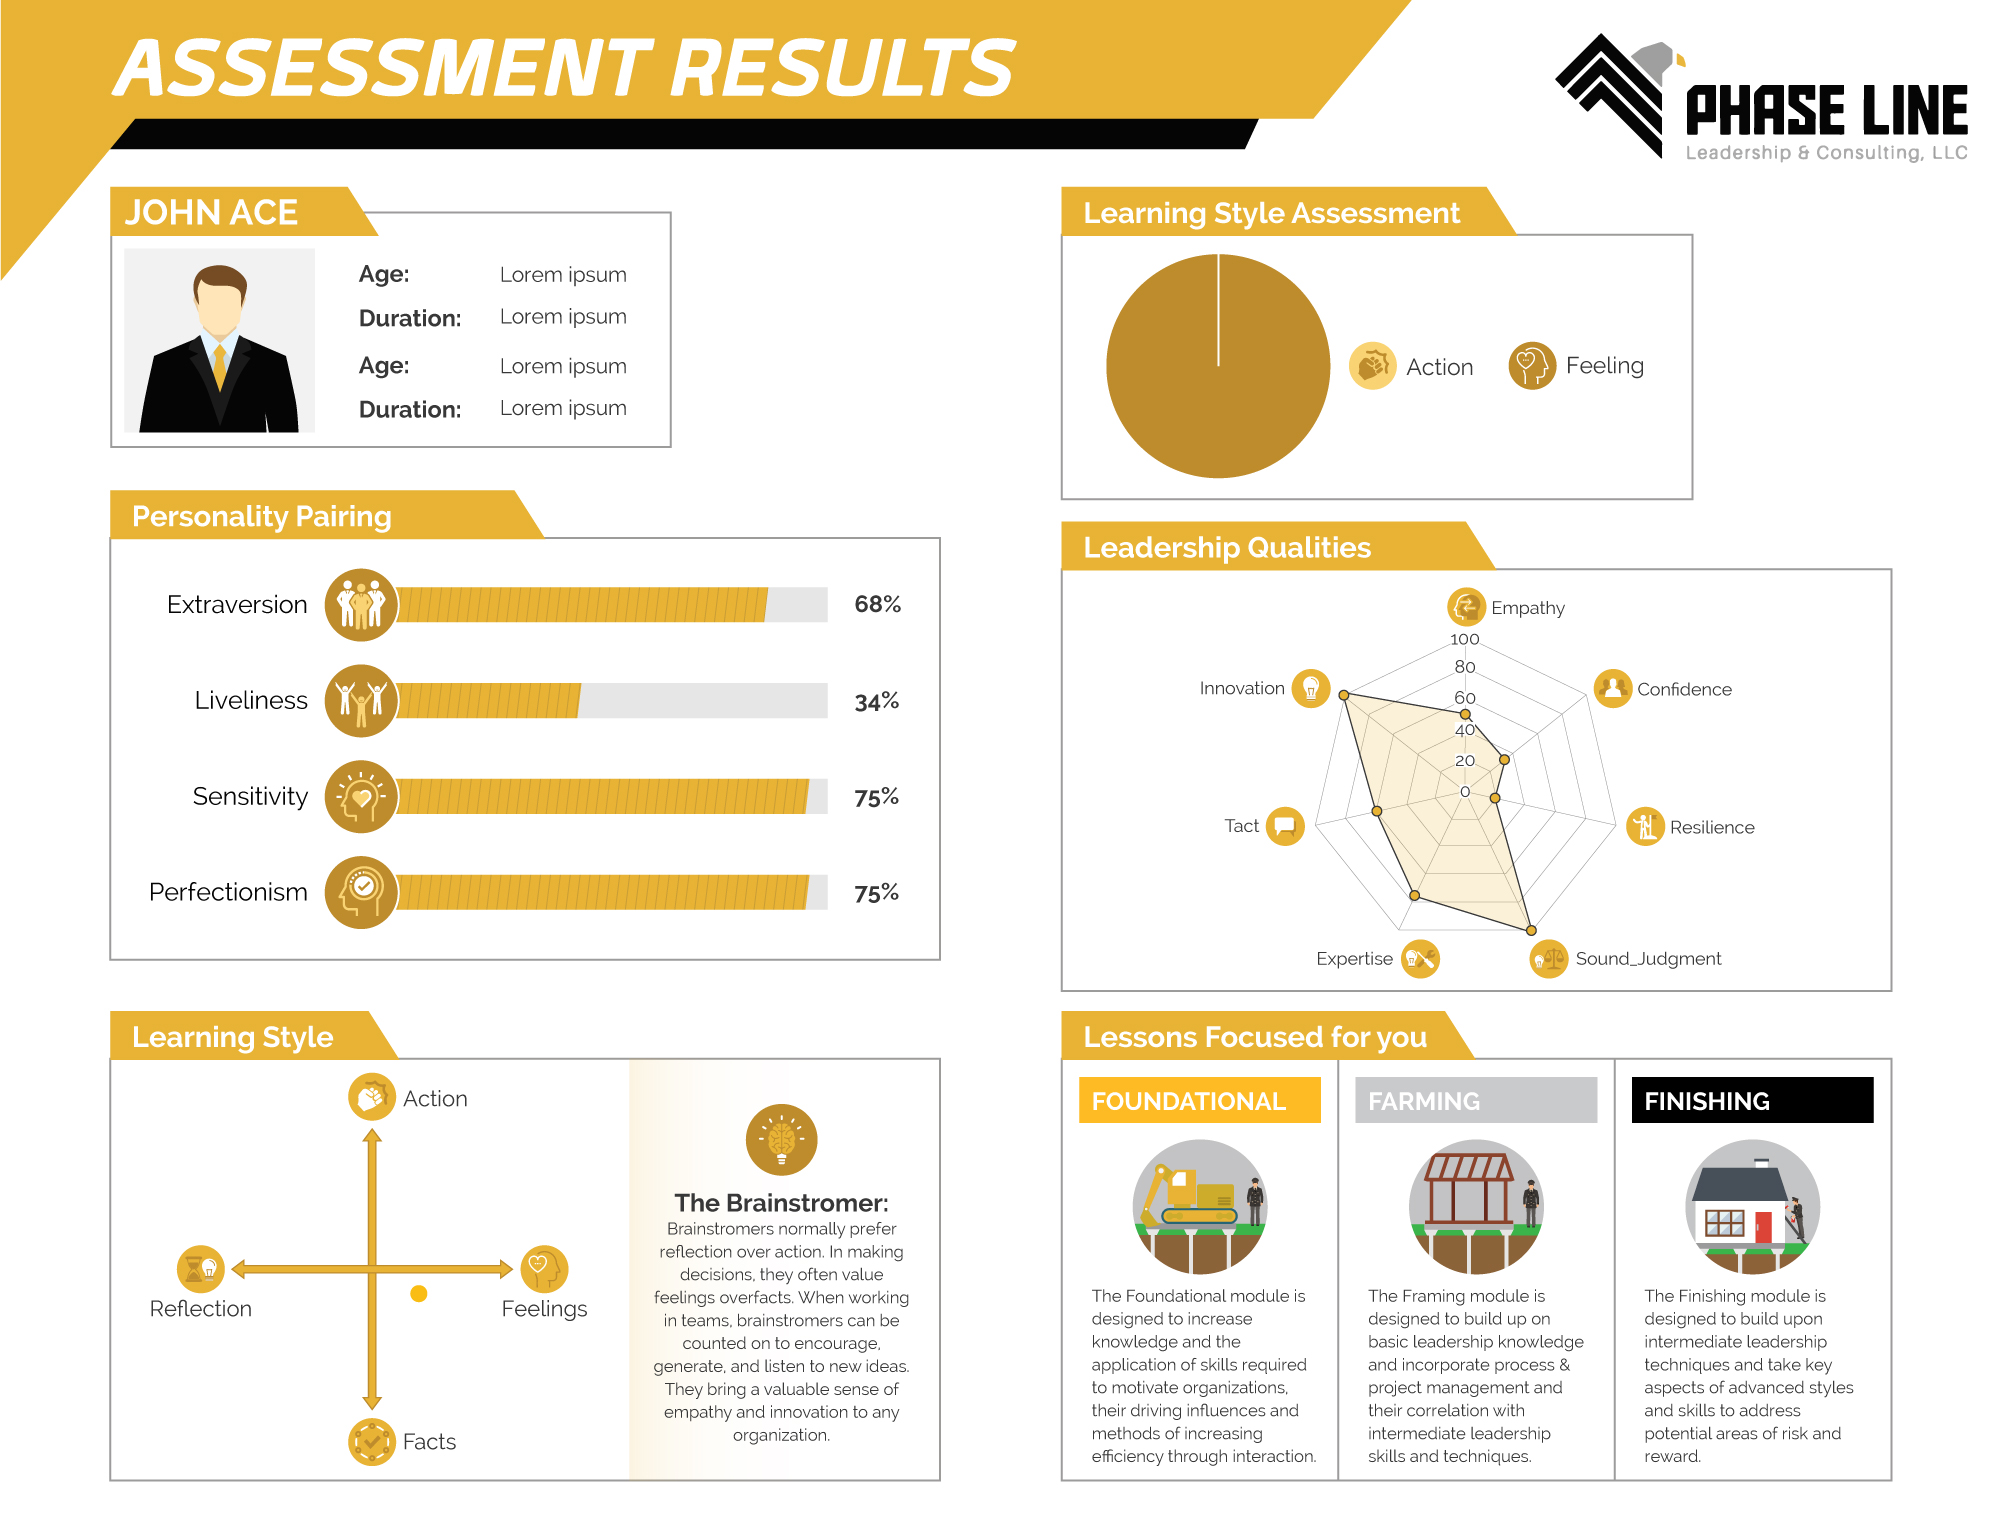 ASSESSMENT RESULTS
PHASE LINE
Leadership & Consulting, LLC
JOHN ACE
Age: Lorem ipsum
Duration: Lorem ipsum
Age: Lorem ipsum
Duration: Lorem ipsum
Learning Style Assessment
Action
Feeling
Personality Pairing
Extraversion 68%
Liveliness 34%
Sensitivity 75%
Perfectionism 75%
Leadership Qualities
Empathy
100
80
60
40
20
0
Innovation
Confidence
Tact
Resilience
Expertise
Sound_Judgment
Learning Style
Action
Reflection
Feelings
Facts
The Brainstromer:
Brainstromers normally prefer
reflection over action. In making
decisions, they often value
feelings overfacts. When working
in teams, brainstromers can be
counted on to encourage,
generate, and listen to new ideas.
They bring a valuable sense of
empathy and innovation to any
organization.
Lessons Focused for you
FOUNDATIONAL
The Foundational module is
designed to increase
knowledge and the
application of skills required
to motivate organizations,
their driving influences and
methods of increasing
efficiency through interaction.
FARMING
The Framing module is
designed to build up on
basic leadership knowledge
and incorporate process &
project management and
their correlation with
intermediate leadership
skills and techniques.
FINISHING
The Finishing module is
designed to build upon
intermediate leadership
techniques and take key
aspects of advanced styles
and skills to address
potential areas of risk and
reward.